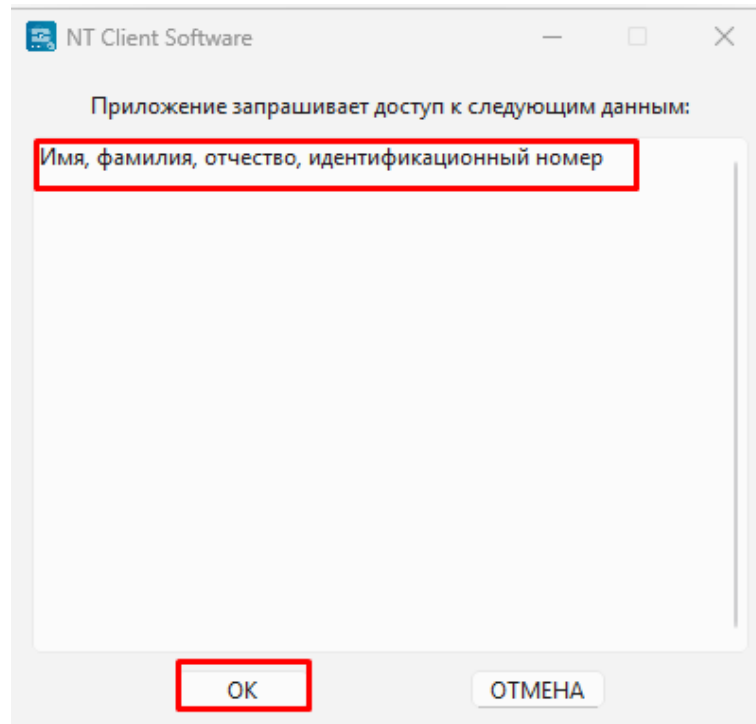 NT Client Software
Приложение запрашивает доступ к следующим данным:
Имя, фамилия, отчество, идентификационный номер
ОК
ОТМЕНА